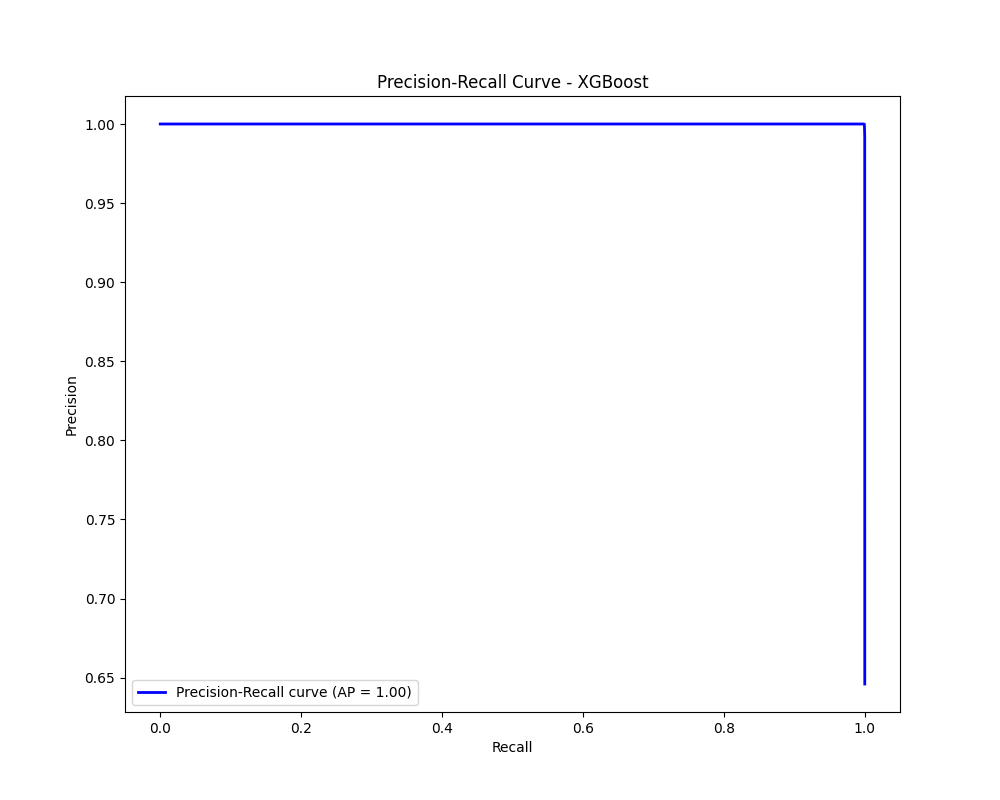 Precision-Recall Curve - XGBoost
1.00
0.95
0.90
0.85
0.80
0.75
0.70
0.65
Precision
Precision-Recall curve (AP = 1.00)
0.0 0.2 0.4 0.6 0.8 1.0
Recall